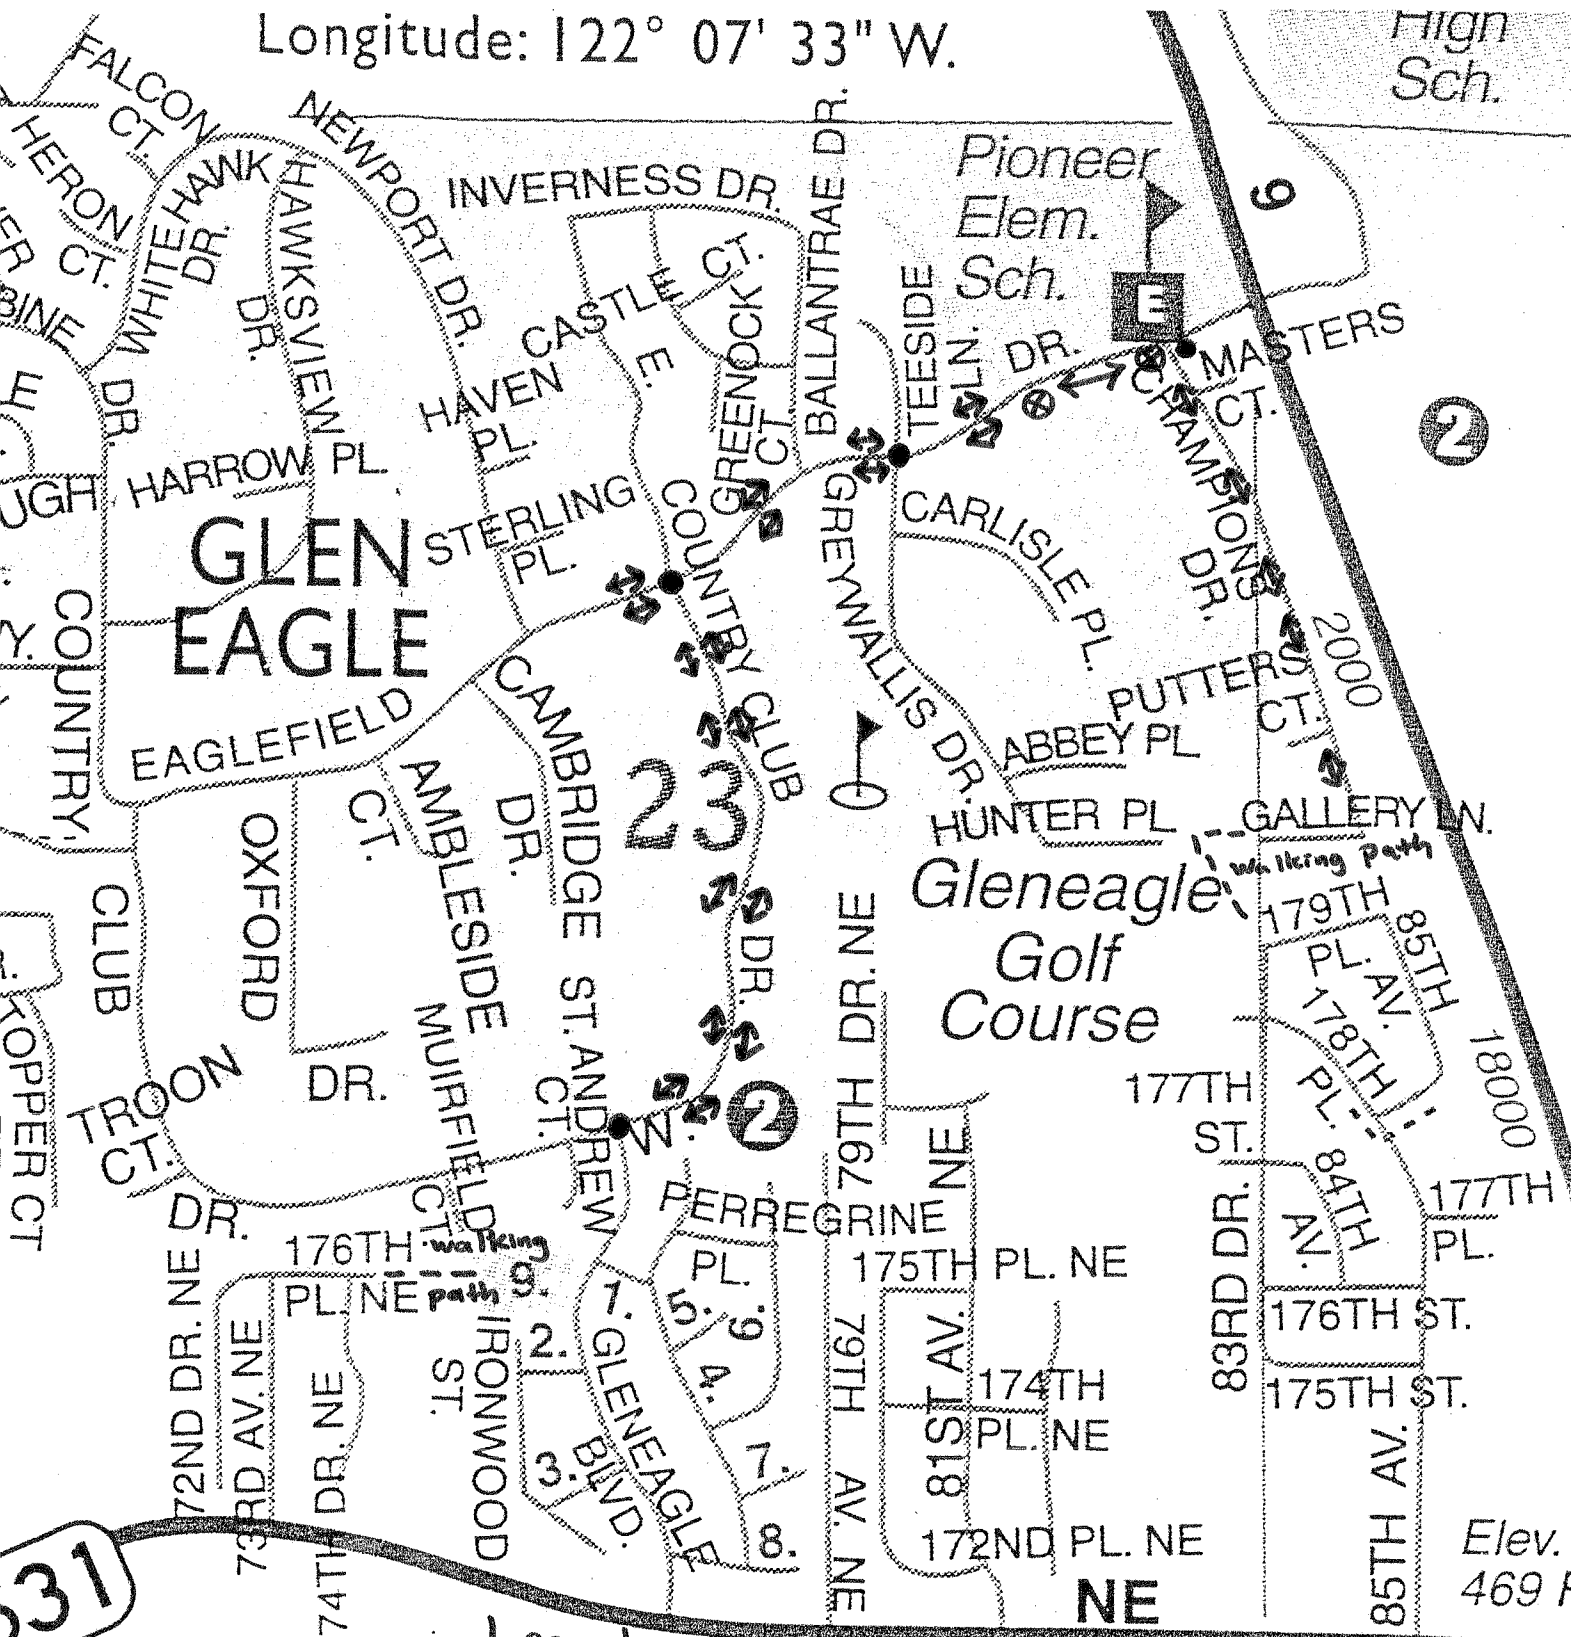 Longitude: 122° 07' 33" W.
High
Sch.
FALCON
CT.
HERON
CT.
WHITEHAWK
DR.
HAWKSVIEW
DR.
NEWPORT DR.
INVERNESS DR.
CT.
CASTLE
E.
GREENOCK
CT.
BALLANTRAE DR.
Pioneer
Elem.
Sch.
9
E
TEESIDE
LN.
DR.
MASTERS
CT.
2
CHAMPIONS
DR.
HAVEN
PL.
DR.
HARROW PL.
STERLING
PL.
GLEN
EAGLE
COUNTRY
CLUB
DR.
COUNTRY CLUB
DR.
W.
GREYWALLIS DR.
CARLISLE PL.
2000
PUTTERS
CT.
ABBEY PL
HUNTER PL
GALLERY LN.
walking path
EAGLEFIELD
CAMBRIDGE
DR.
AMBLESIDE
CT.
OXFORD
DR.
23
Gleneagle
Golf
Course
179TH
PL.
85TH
AV.
178TH
PL.
18000
TROON
CT.
MUIRFIELD
CT.
ST. ANDREW
CT.
2
79TH DR. NE
NE
177TH
ST.
84TH
AV.
177TH
PL.
83RD DR.
TOPPER CT
PERREGRINE
PL.
176TH
PL. NE
walking
path
9.
1.
2.
3.
4.
5.
6.
7.
8.
175TH PL. NE
176TH ST.
175TH ST.
72ND DR. NE
73RD AV. NE
74TH DR. NE
IRONWOOD
ST.
GLENEAGLE
BLVD.
79TH AV. NE
81ST AV.
174TH
PL. NE
172ND PL. NE
NE
85TH AV.
Elev.
469
531